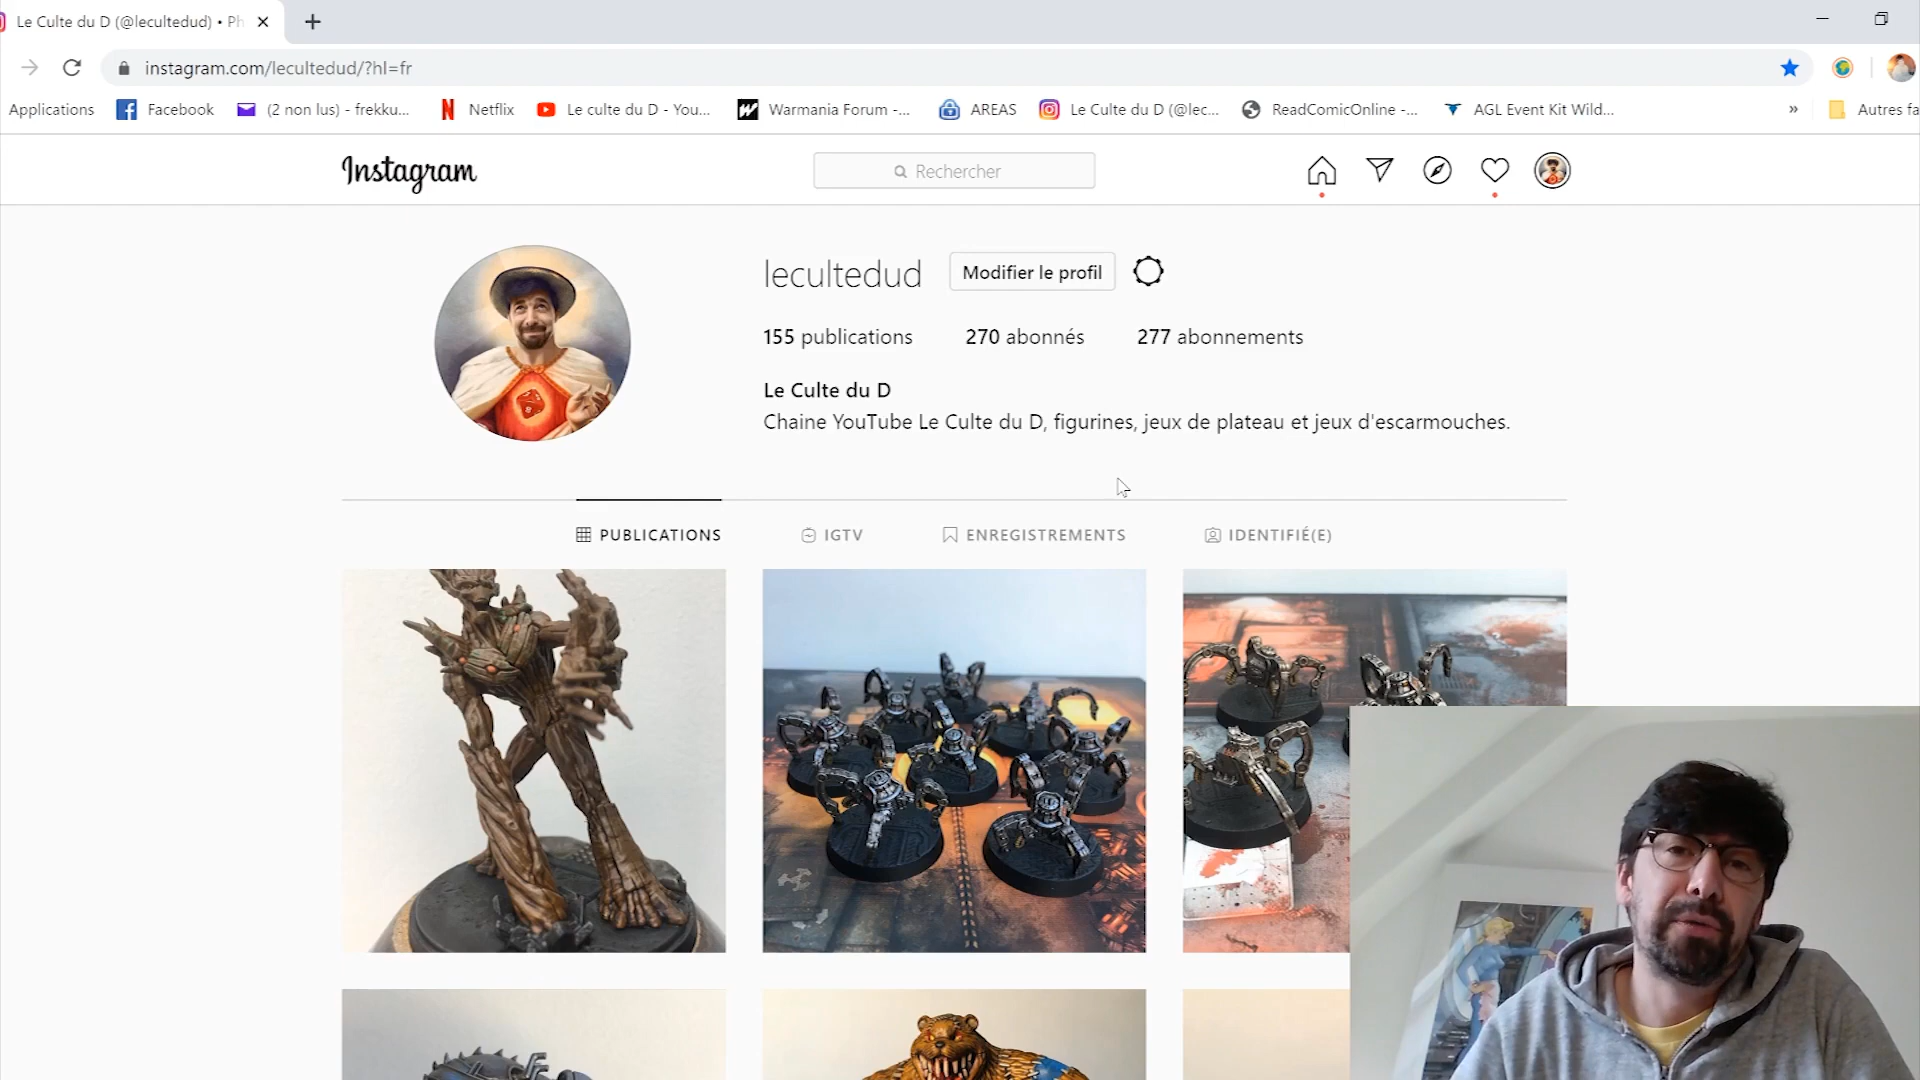 Le Culte du D (@lecultedud) • Ph
instagram.com/lecultedud/?hl=fr
Applications Facebook (2 non lus) - frekku... Netflix Le culte du D - You... Warmania Forum -... AREAS Le Culte du D (@lec... ReadComicOnline -... AGL Event Kit Wild... » Autres fa
Instagram Rechercher
lecultedud Modifier le profil
155 publications 270 abonnés 277 abonnements
Le Culte du D
Chaine YouTube Le Culte du D, figurines, jeux de plateau et jeux d'escarmouches.
PUBLICATIONS IGTV ENREGISTREMENTS IDENTIFIÉ(E)